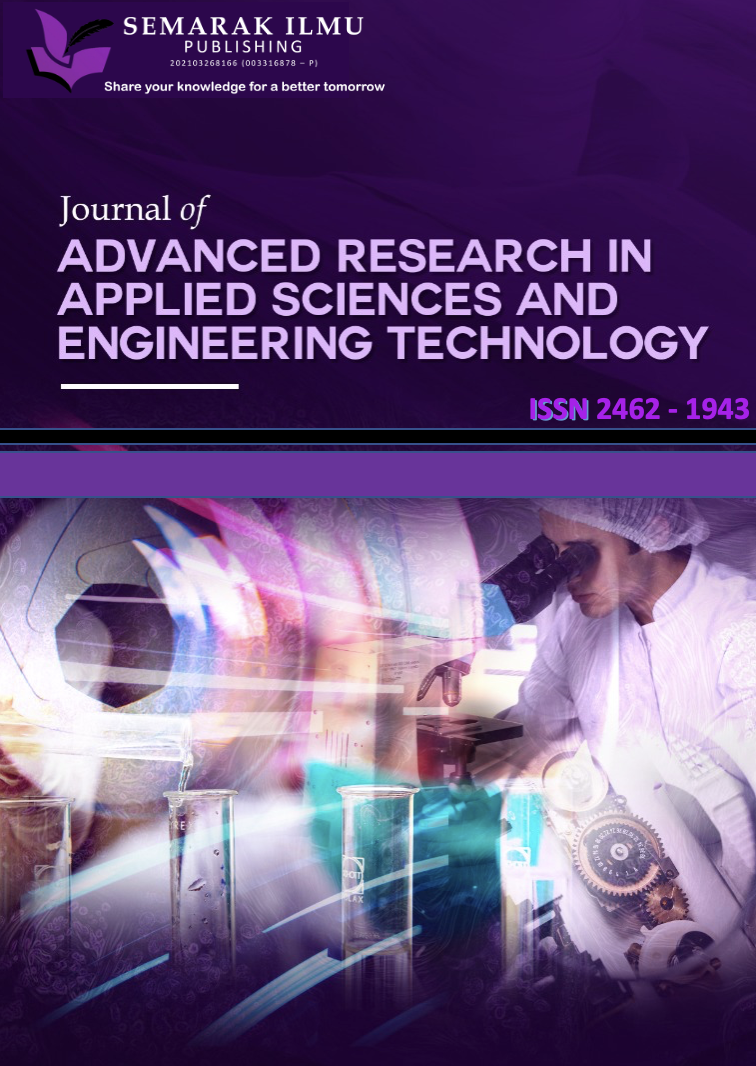 SEMARAK ILMU
PUBLISHING
202103268166 (003316878 – P)
Share your knowledge for a better tomorrow
Journal of
ADVANCED RESEARCH IN
APPLIED SCIENCES AND
ENGINEERING TECHNOLOGY
ISSN 2462 - 1943